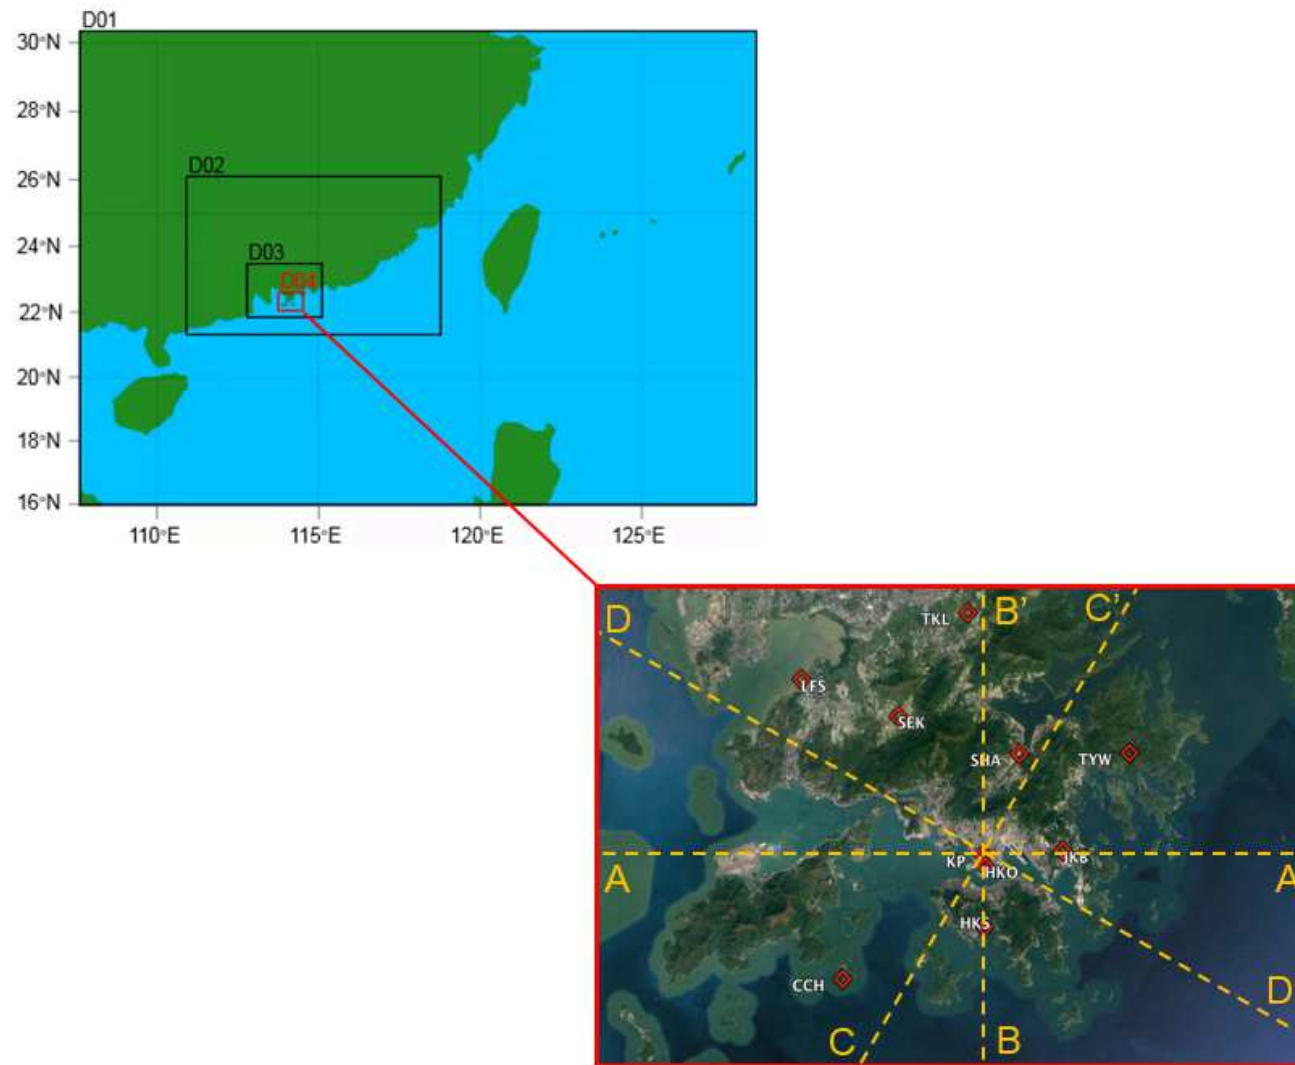 D01
30°N
28°N
26°N
24°N
22°N
20°N
18°N
16°N
D02
D03
D04
110°E
115°E
120°E
125°E
D
B'
C'
TKL
LFS
SEK
SHA
TYW
KP
JKB
HKO
A
A
HKS
CCH
D
C
B